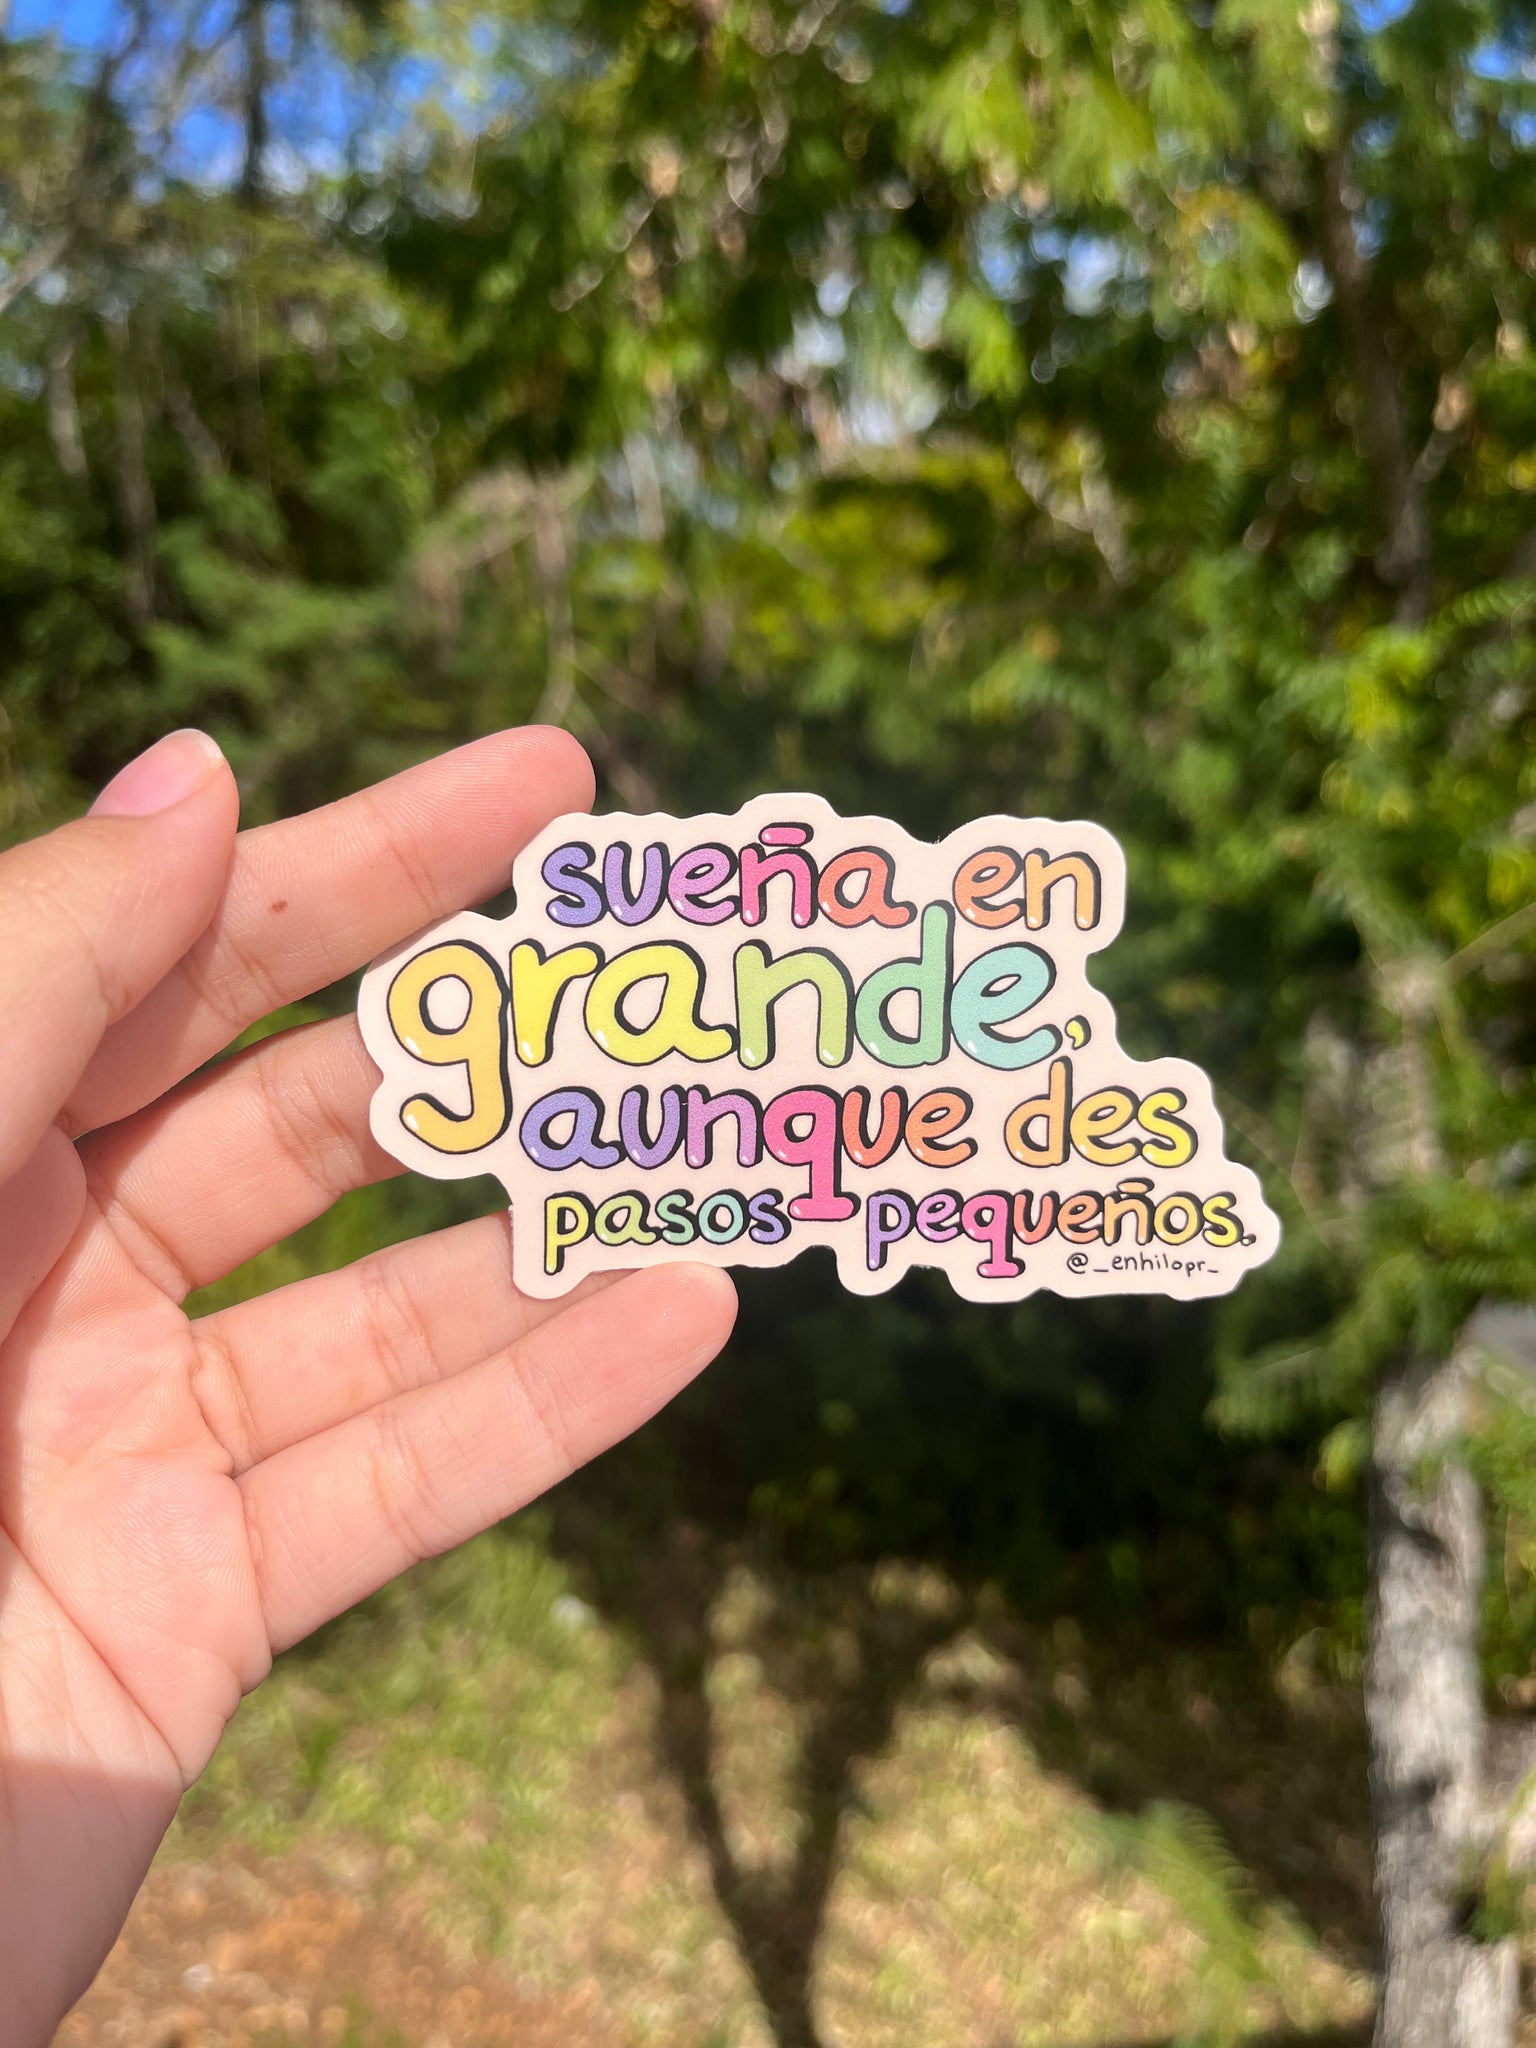 sueña en
grande,
aunque des
pasos pequeños.
@_enhilopr_